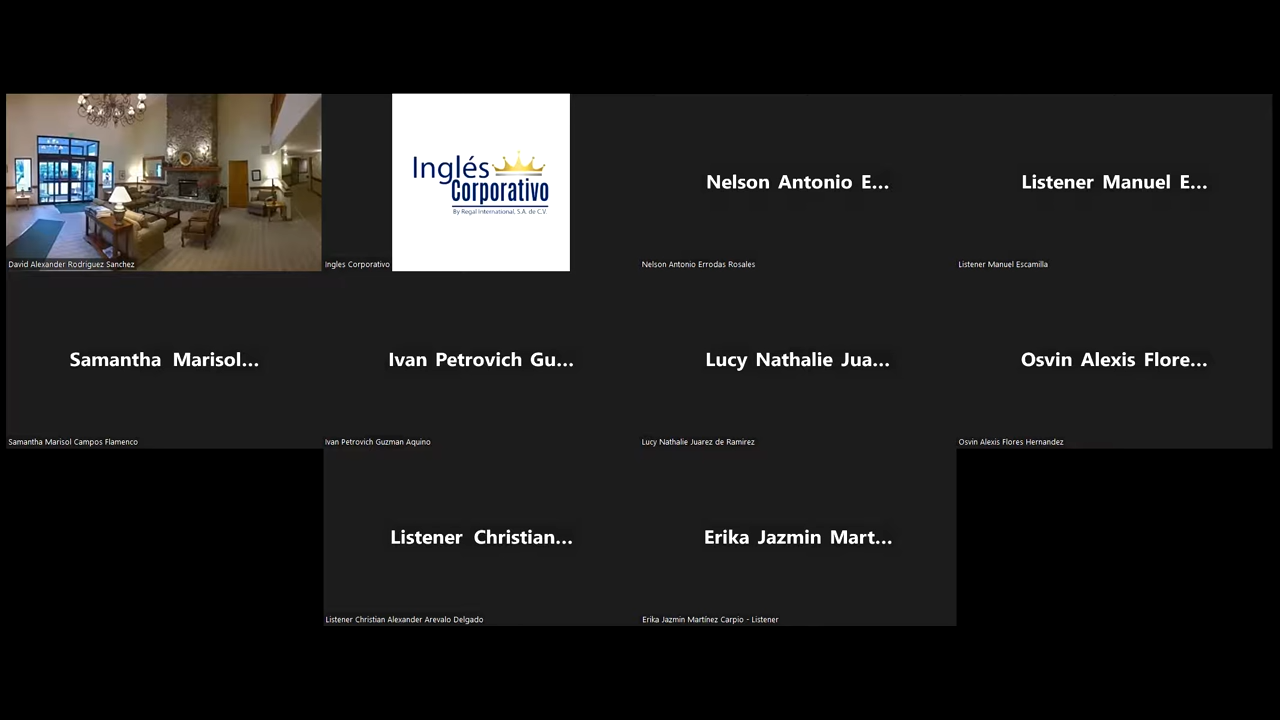 David Alexander Rodriguez Sanchez
Inglés
Corporativo
By Regal International, S.A. de C.V.
Ingles Corporativo
Nelson Antonio E...
Nelson Antonio Errodas Rosales
Listener Manuel E...
Listener Manuel Escamilla
Samantha Marisol...
Samantha Marisol Campos Flamenco
Ivan Petrovich Gu...
Ivan Petrovich Guzman Aquino
Lucy Nathalie Jua...
Lucy Nathalie Juarez de Ramirez
Osvin Alexis Flore...
Osvin Alexis Flores Hernandez
Listener Christian...
Listener Christian Alexander Arevalo Delgado
Erika Jazmin Mart...
Erika Jazmin Martínez Carpio - Listener